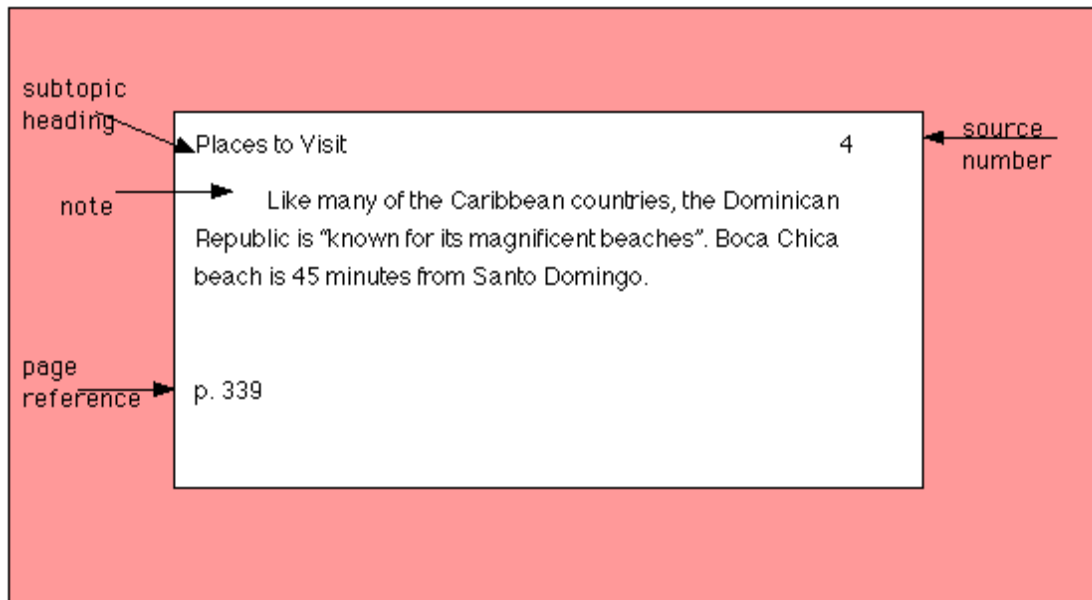 subtopic
heading
Places to Visit 4
source
number
note
Like many of the Caribbean countries, the Dominican
Republic is “known for its magnificent beaches”. Boca Chica
beach is 45 minutes from Santo Domingo.
page
reference
p. 339